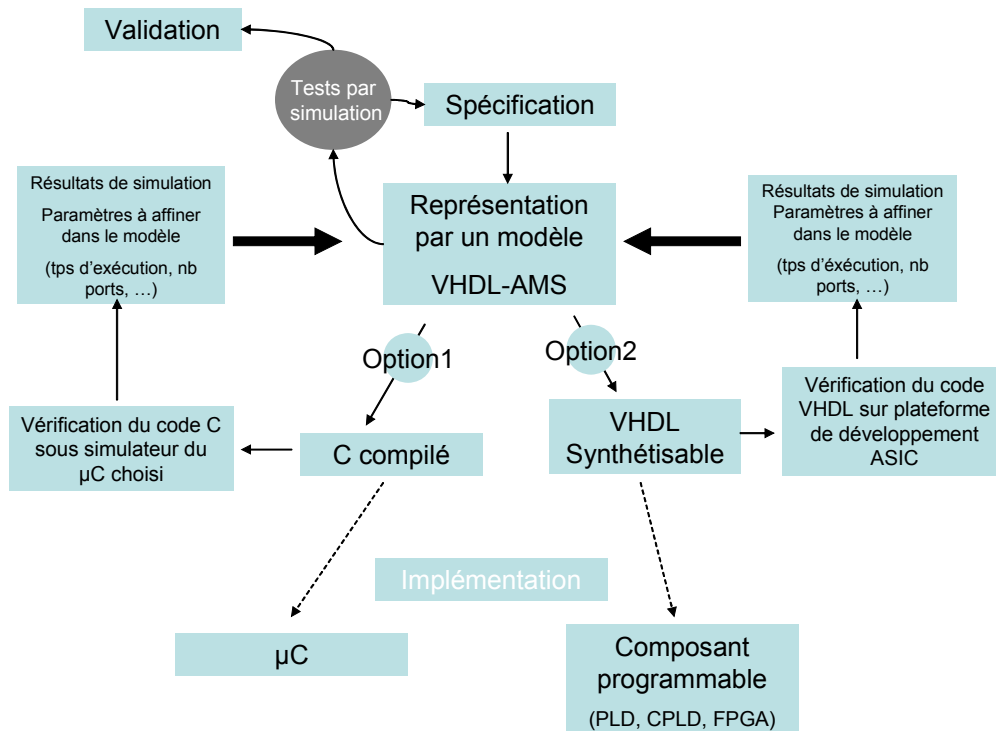 Validation
Tests par
simulation
Spécification
Résultats de simulation
Paramètres à affiner
dans le modèle
(tps d'exécution, nb
ports, …)
Représentation
par un modèle
VHDL-AMS
Résultats de simulation
Paramètres à affiner
dans le modèle
(tps d'éxécution, nb
ports, …)
Option1
Option2
Vérification du code C
sous simulateur du
µC choisi
C compilé
VHDL
Synthétisable
Vérification du code
VHDL sur plateforme
de développement
ASIC
Implémentation
µC
Composant
programmable
(PLD, CPLD, FPGA)